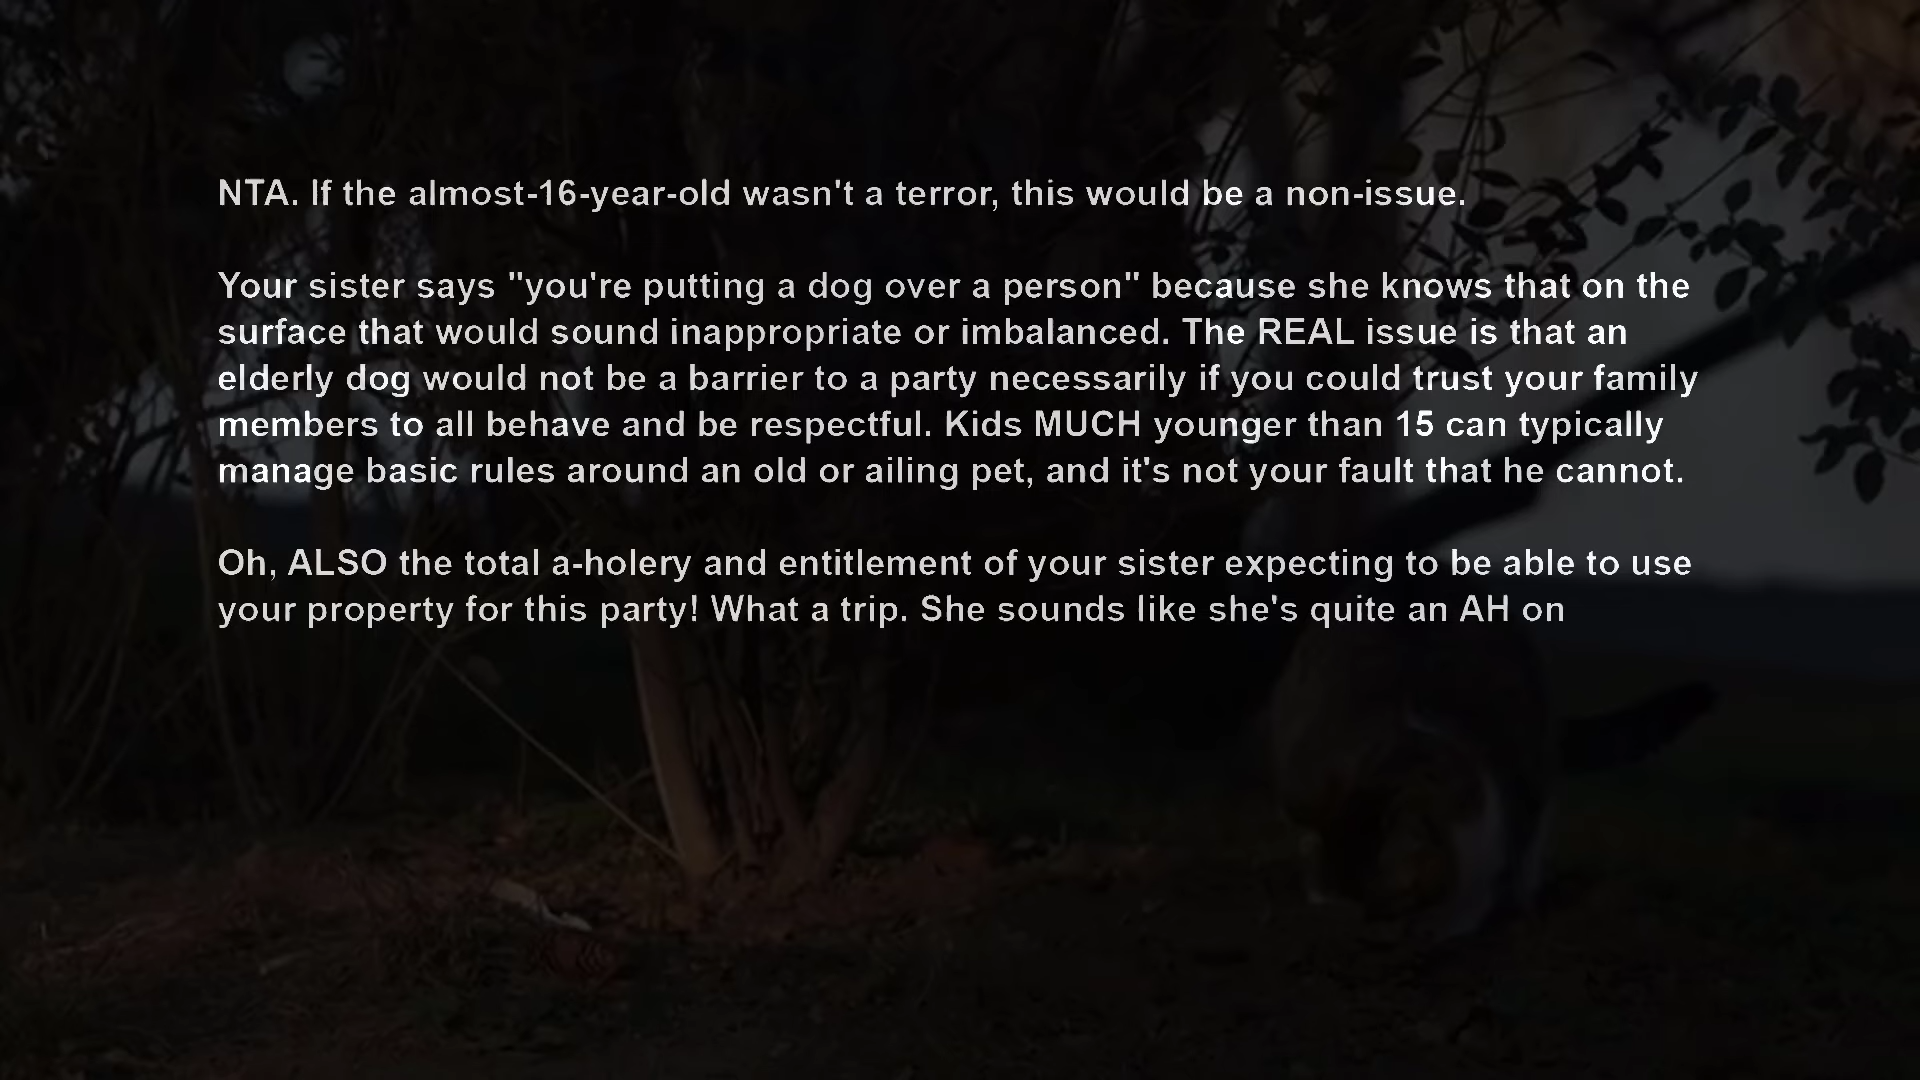 NTA. If the almost-16-year-old wasn't a terror, this would be a non-issue.
Your sister says "you're putting a dog over a person" because she knows that on the
surface that would sound inappropriate or imbalanced. The REAL issue is that an
elderly dog would not be a barrier to a party necessarily if you could trust your family
members to all behave and be respectful. Kids MUCH younger than 15 can typically
manage basic rules around an old or ailing pet, and it's not your fault that he cannot.
Oh, ALSO the total a-holery and entitlement of your sister expecting to be able to use
your property for this party! What a trip. She sounds like she's quite an AH on